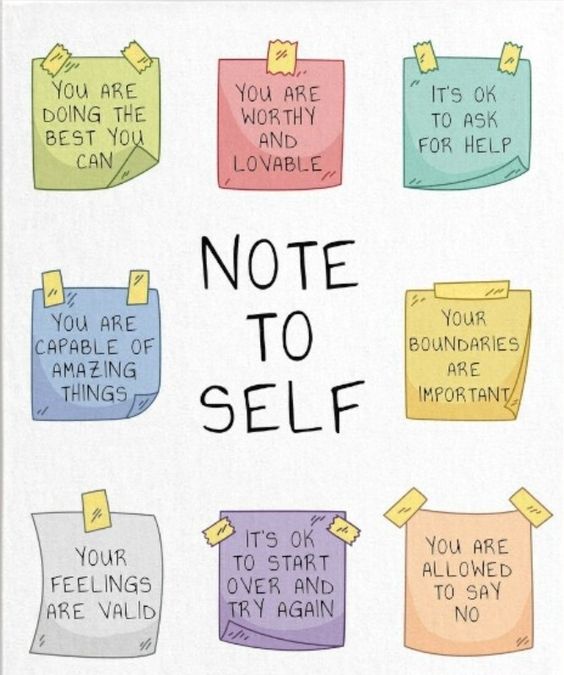 YOU ARE
DOING THE
BEST YOU
CAN
YOU ARE
WORTHY
AND
LOVABLE
IT'S OK
TO ASK
FOR HELP
NOTE
TO
SELF
YOU ARE
CAPABLE OF
AMAZING
THINGS
YOUR
BOUNDARIES
ARE
IMPORTANT
YOUR
FEELINGS
ARE VALID
IT'S OK
TO START
OVER AND
TRY AGAIN
YOU ARE
ALLOWED
TO SAY
NO